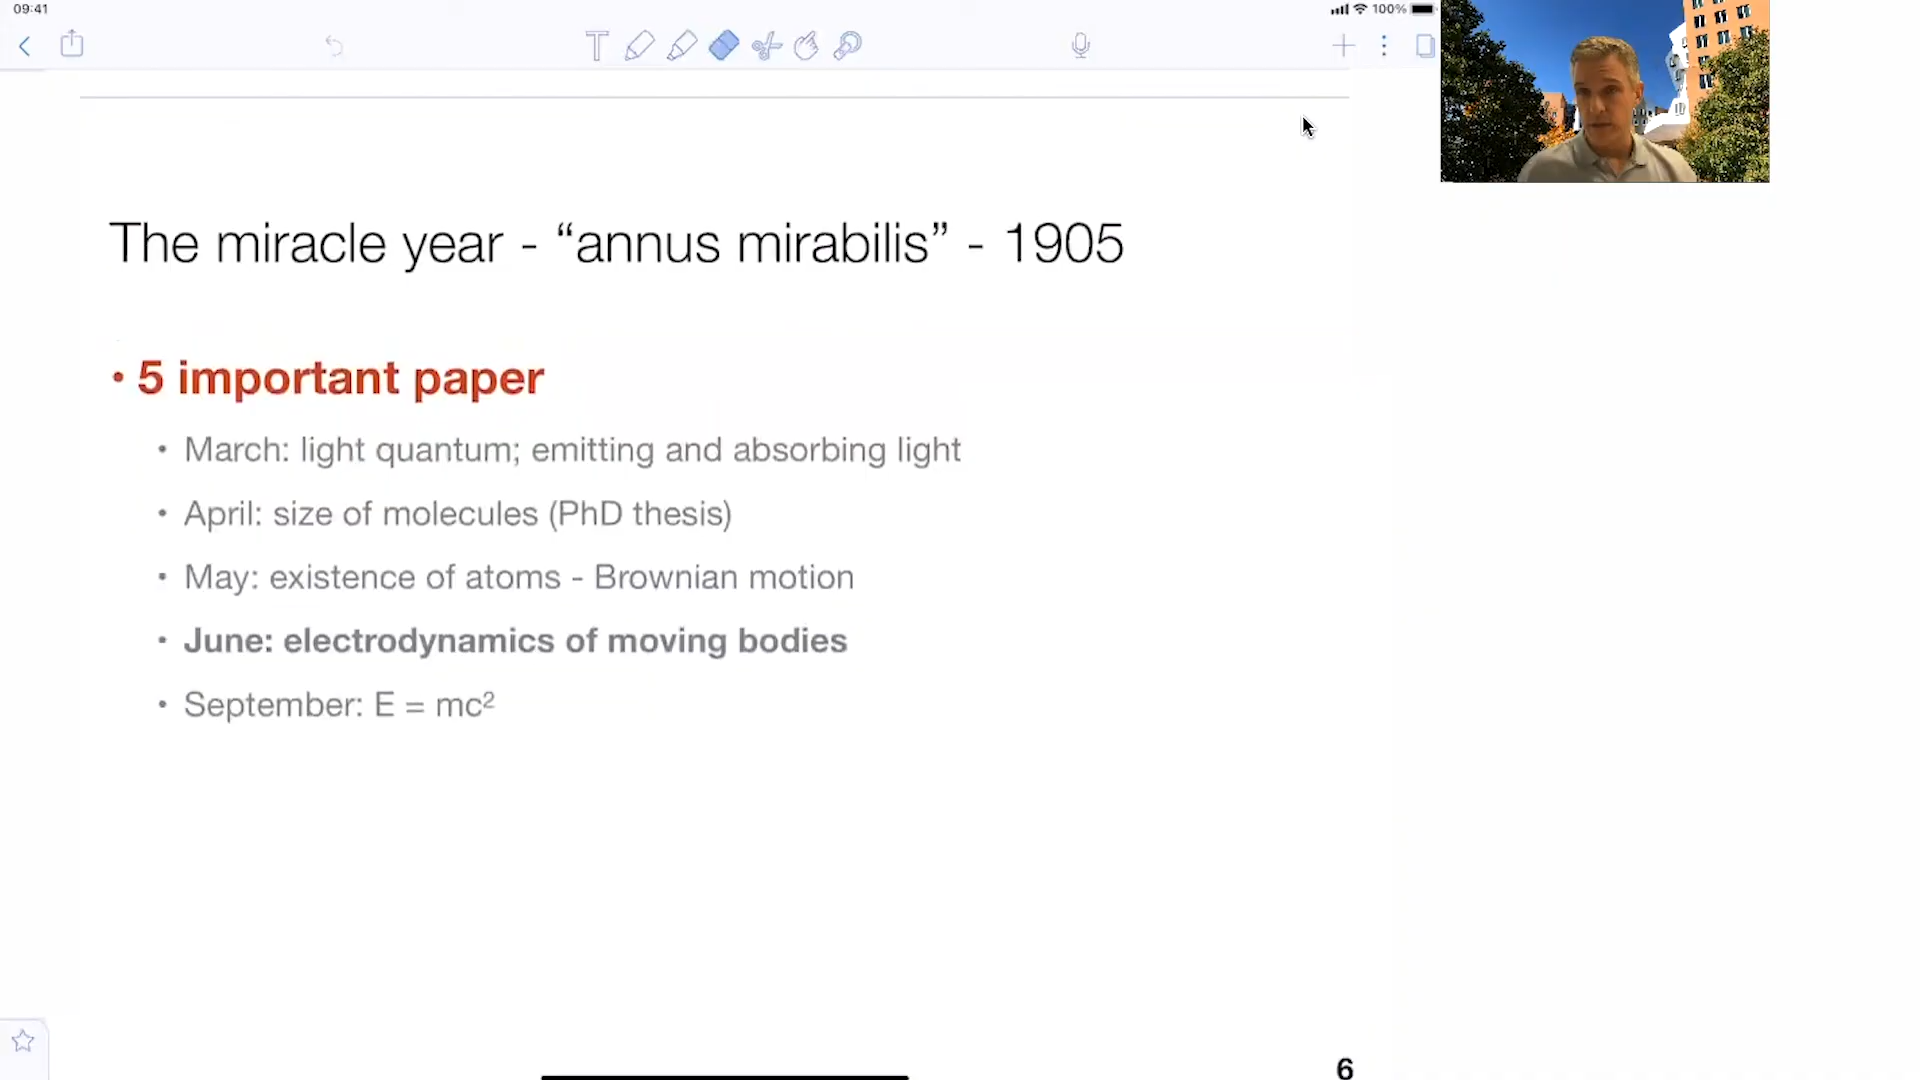 09:41
100%
The miracle year - “annus mirabilis” - 1905
• 5 important paper
• March: light quantum; emitting and absorbing light
• April: size of molecules (PhD thesis)
• May: existence of atoms - Brownian motion
• June: electrodynamics of moving bodies
• September: E = mc²
6